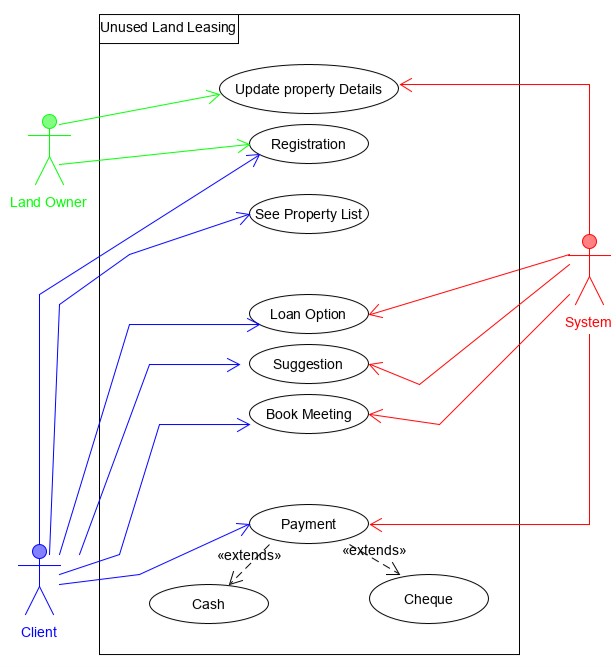 Unused Land Leasing
Update property Details
Registration
Land Owner
See Property List
Loan Option
System
Suggestion
Book Meeting
Payment
«extends»
«extends»
Cash
Cheque
Client